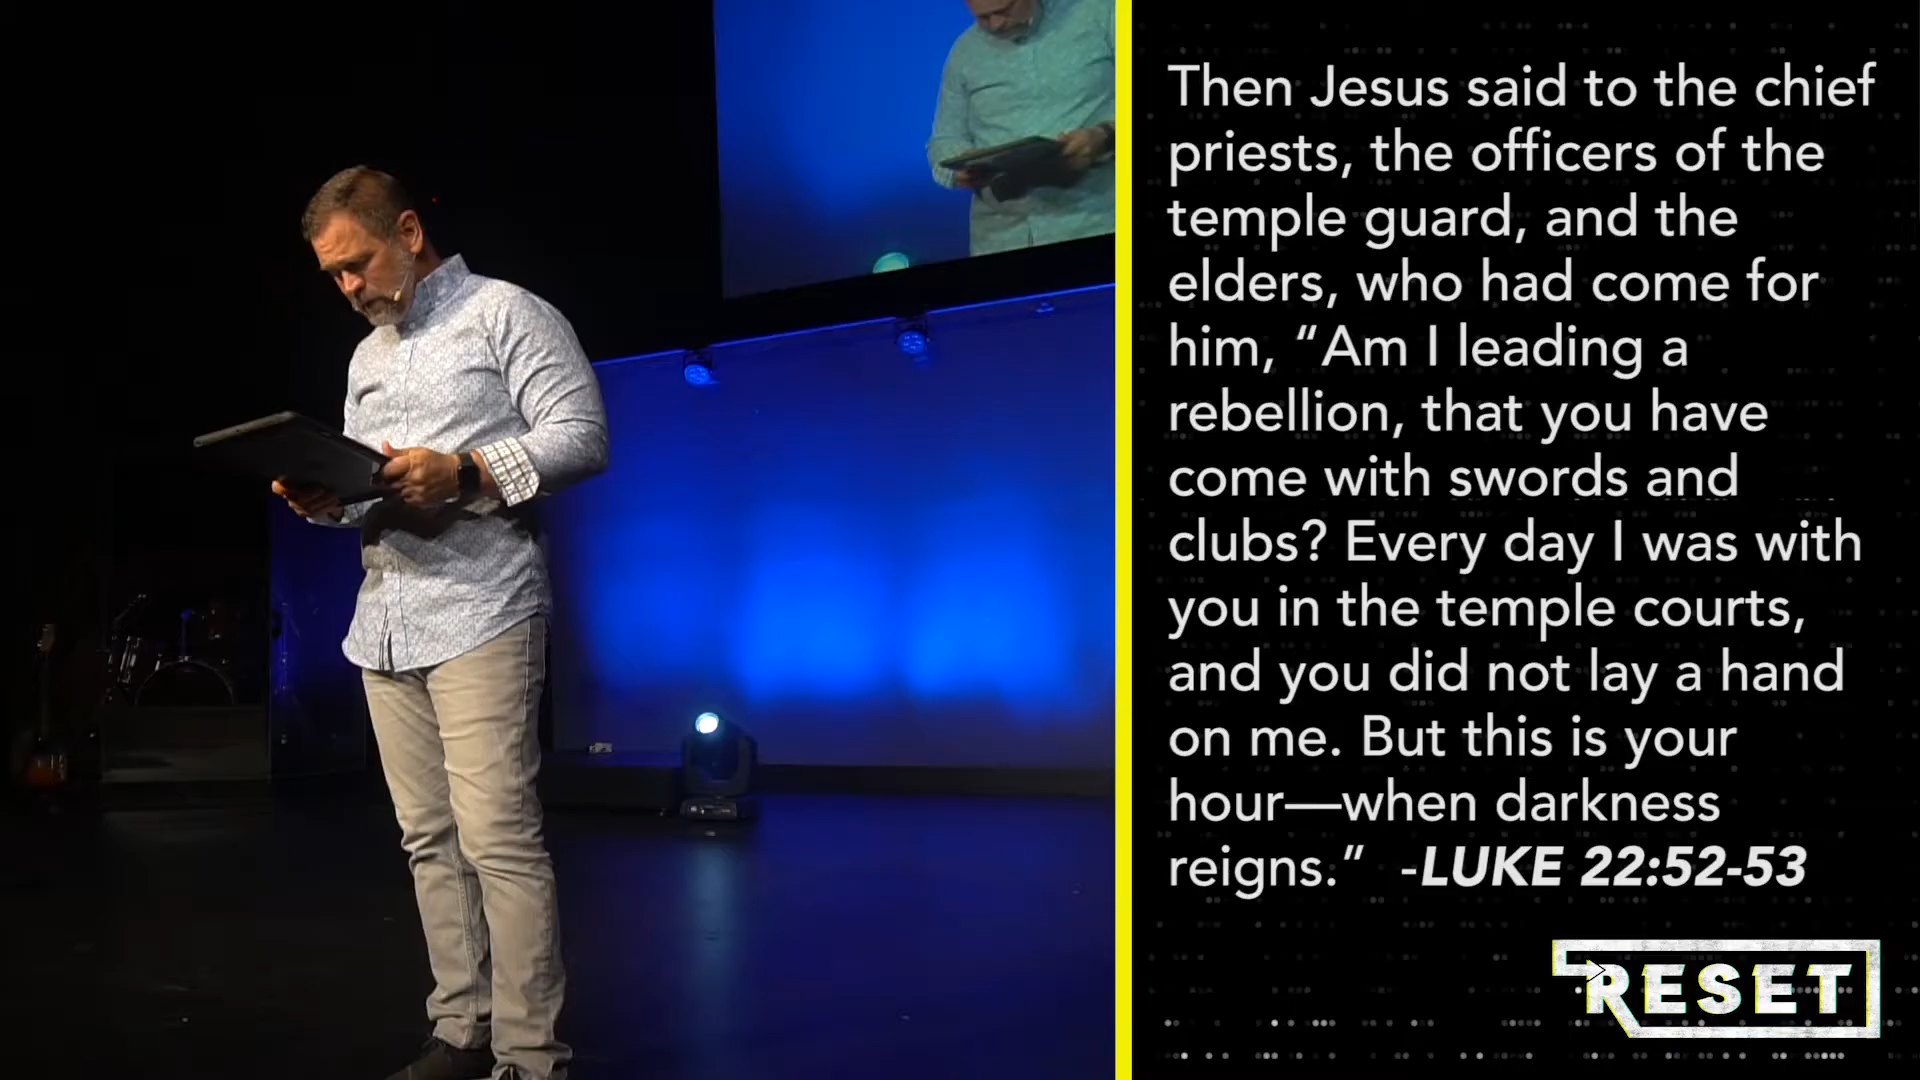 Then Jesus said to the chief
priests, the officers of the
temple guard, and the
elders, who had come for
him, “Am I leading a
rebellion, that you have
come with swords and
clubs? Every day I was with
you in the temple courts,
and you did not lay a hand
on me. But this is your
hour—when darkness
reigns.” -LUKE 22:52-53
RESET